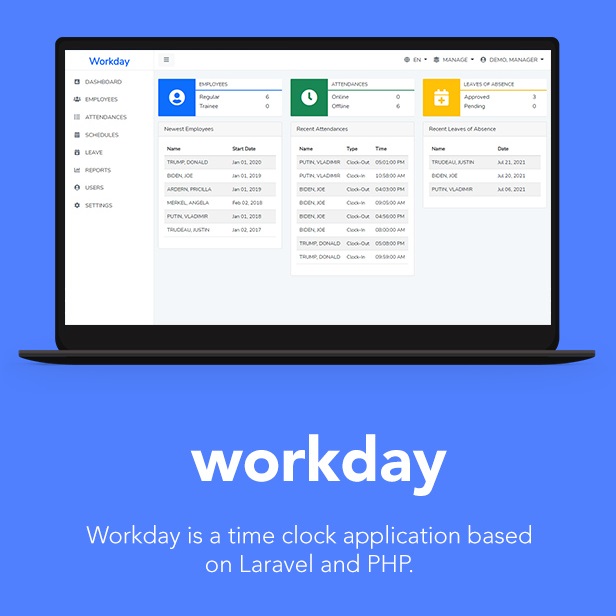 Workday
EN MANAGE DEMO, MANAGER
DASHBOARD
EMPLOYEES
ATTENDANCES
SCHEDULES
LEAVE
REPORTS
USERS
SETTINGS
EMPLOYEES
Regular 6
Trainee 0
ATTENDANCES
Online 0
Offline 6
LEAVES OF ABSENCE
Approved 3
Pending 0
Newest Employees
Name Start Date
TRUMP, DONALD Jan 01, 2020
BIDEN, JOE Jan 01, 2019
ARDERN, PRICILLA Jan 01, 2019
MERKEL, ANGELA Feb 02, 2018
PUTIN, VLADIMIR Jan 01, 2018
TRUDEAU, JUSTIN Jan 02, 2017
Recent Attendances
Name Type Time
PUTIN, VLADIMIR Clock-Out 05:01:00 PM
PUTIN, VLADIMIR Clock-In 10:58:00 AM
BIDEN, JOE Clock-Out 04:03:00 PM
BIDEN, JOE Clock-In 09:05:00 AM
BIDEN, JOE Clock-Out 04:56:00 PM
BIDEN, JOE Clock-In 08:00:00 AM
TRUMP, DONALD Clock-Out 05:08:00 PM
TRUMP, DONALD Clock-In 09:58:00 AM
Recent Leaves of Absence
Name Date
TRUDEAU, JUSTIN Jul 21, 2021
BIDEN, JOE Jul 20, 2021
PUTIN, VLADIMIR Jul 06, 2021
workday
Workday is a time clock application based
on Laravel and PHP.